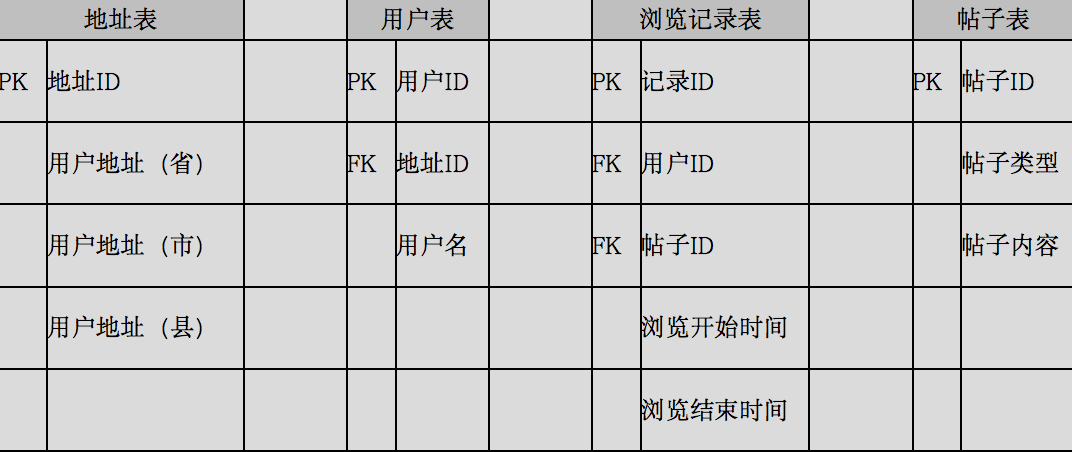 地址表 用户表 浏览记录表 帖子表
PK 地址ID PK 用户ID PK 记录ID PK 帖子ID
用户地址（省） FK 地址ID FK 用户ID 帖子类型
用户地址（市） 用户名 FK 帖子ID 帖子内容
用户地址（县） 浏览开始时间
浏览结束时间